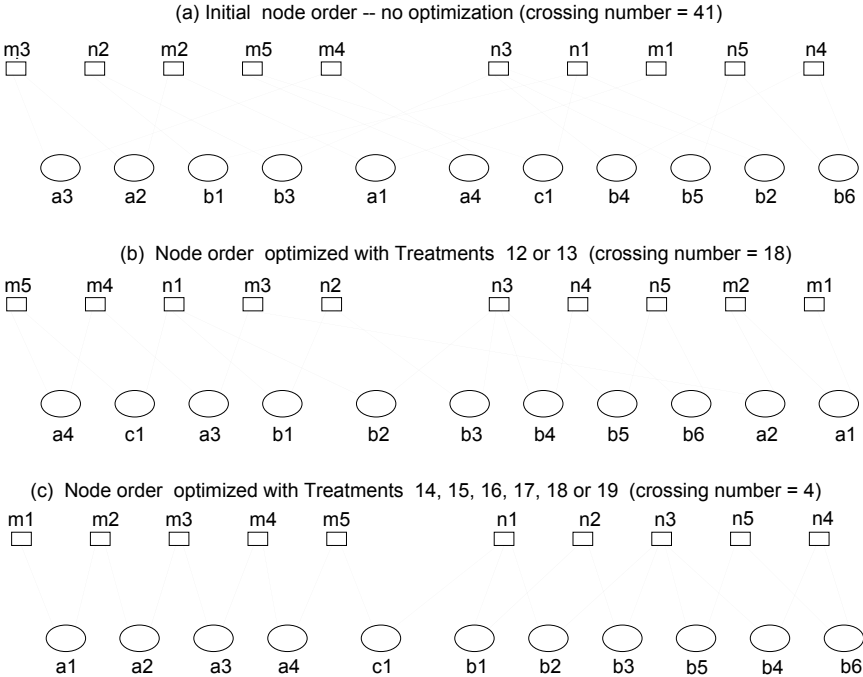 (a) Initial node order -- no optimization (crossing number = 41)
m3 n2 m2 m5 m4 n3 n1 m1 n5 n4
a3 a2 b1 b3 a1 a4 c1 b4 b5 b2 b6
(b) Node order optimized with Treatments 12 or 13 (crossing number = 18)
m5 m4 n1 m3 n2 n3 n4 n5 m2 m1
a4 c1 a3 b1 b2 b3 b4 b5 b6 a2 a1
(c) Node order optimized with Treatments 14, 15, 16, 17, 18 or 19 (crossing number = 4)
m1 m2 m3 m4 m5 n1 n2 n3 n5 n4
a1 a2 a3 a4 c1 b1 b2 b3 b5 b4 b6